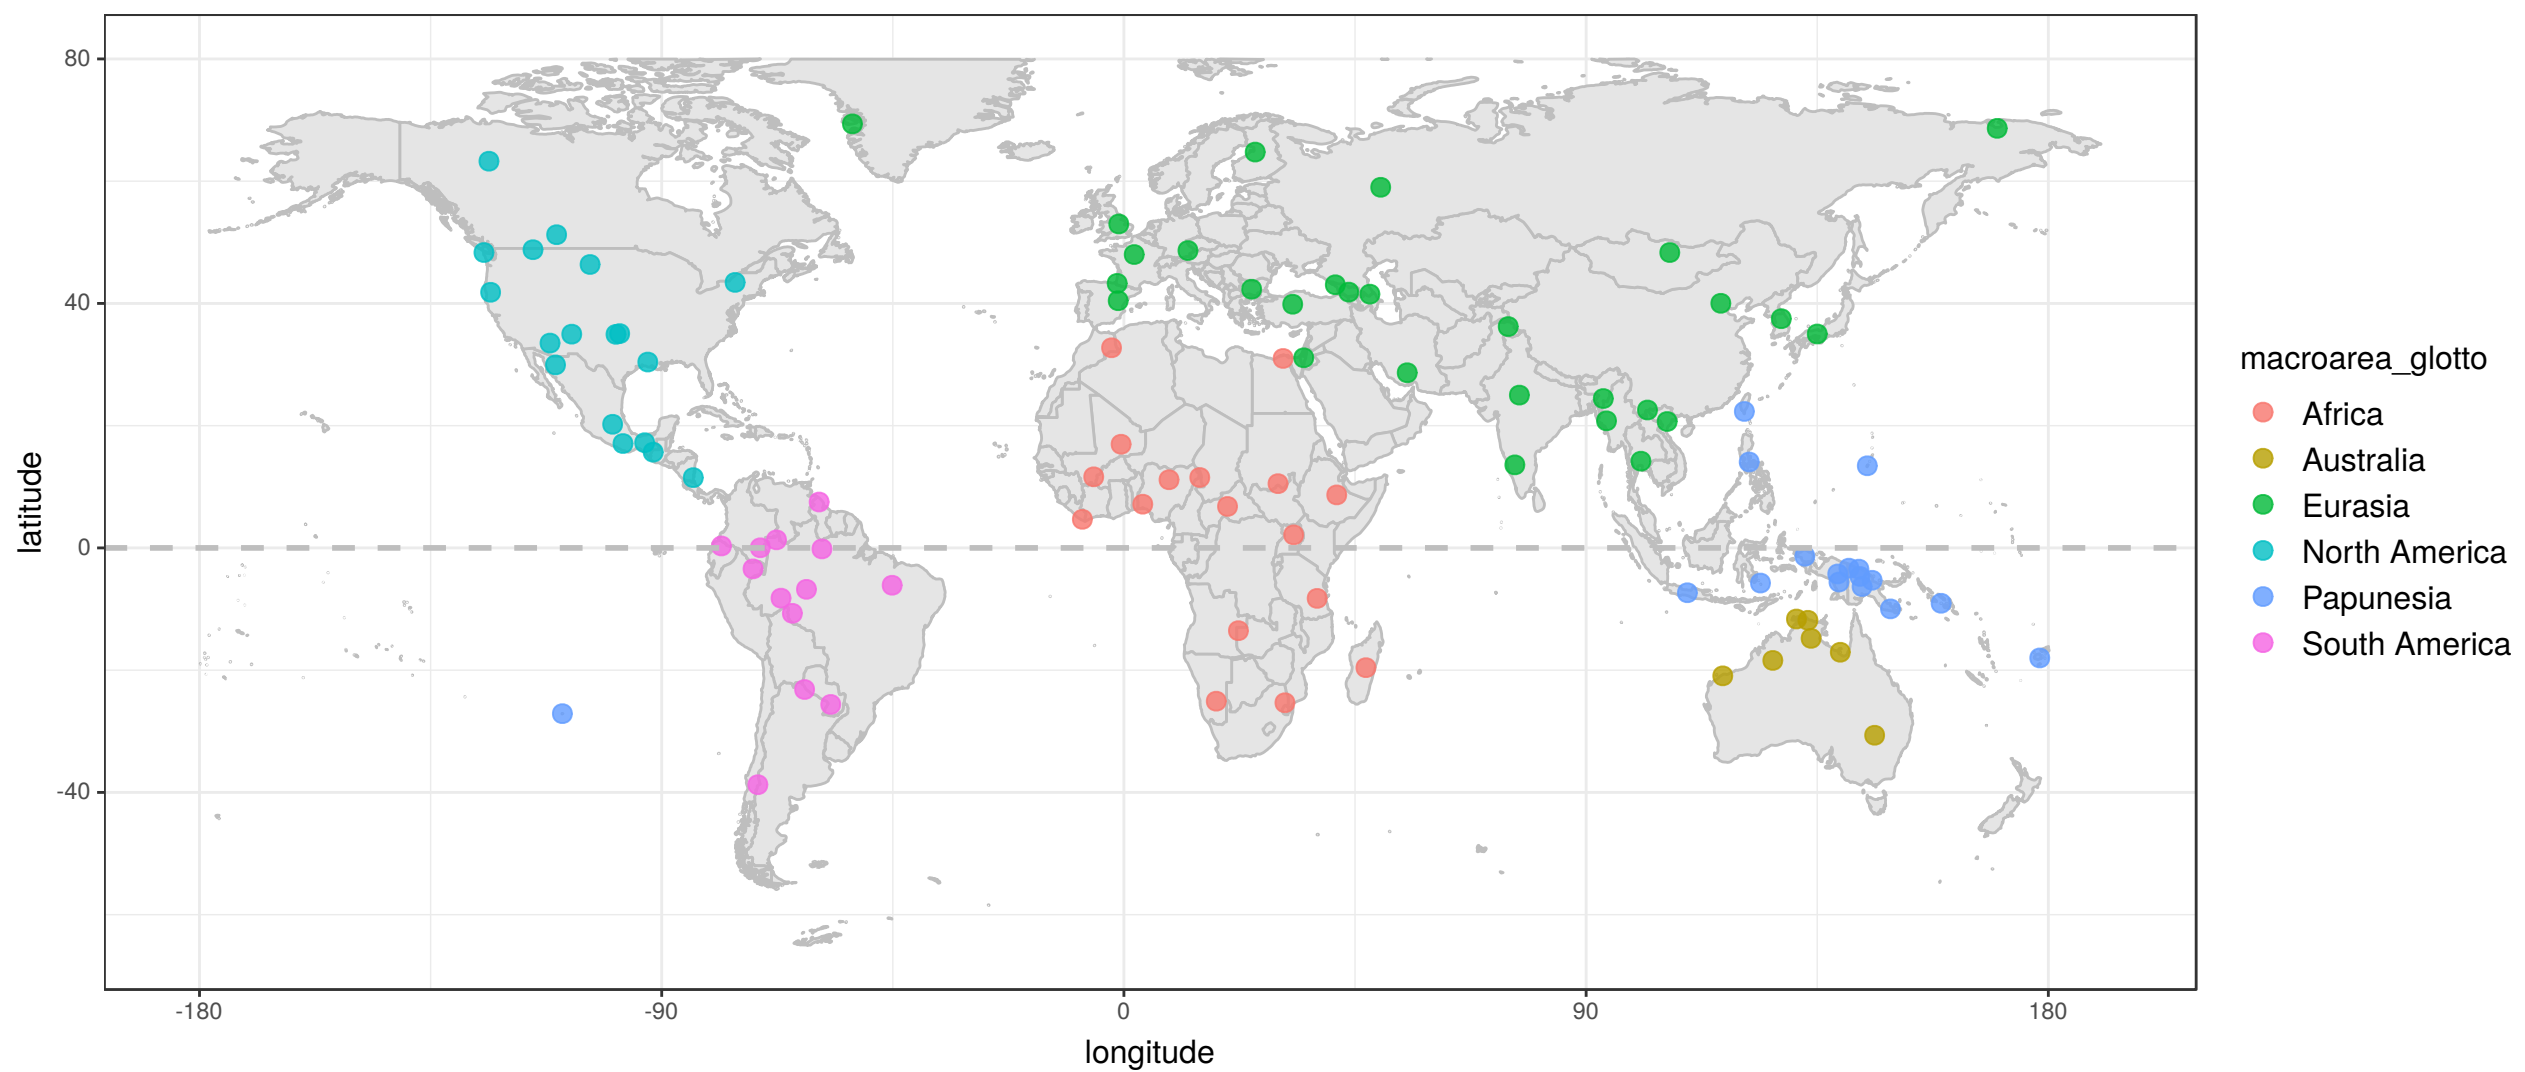 80
40
0
-40
latitude
-180
-90
0
90
180
longitude
macroarea_glotto
Africa
Australia
Eurasia
North America
Papunesia
South America